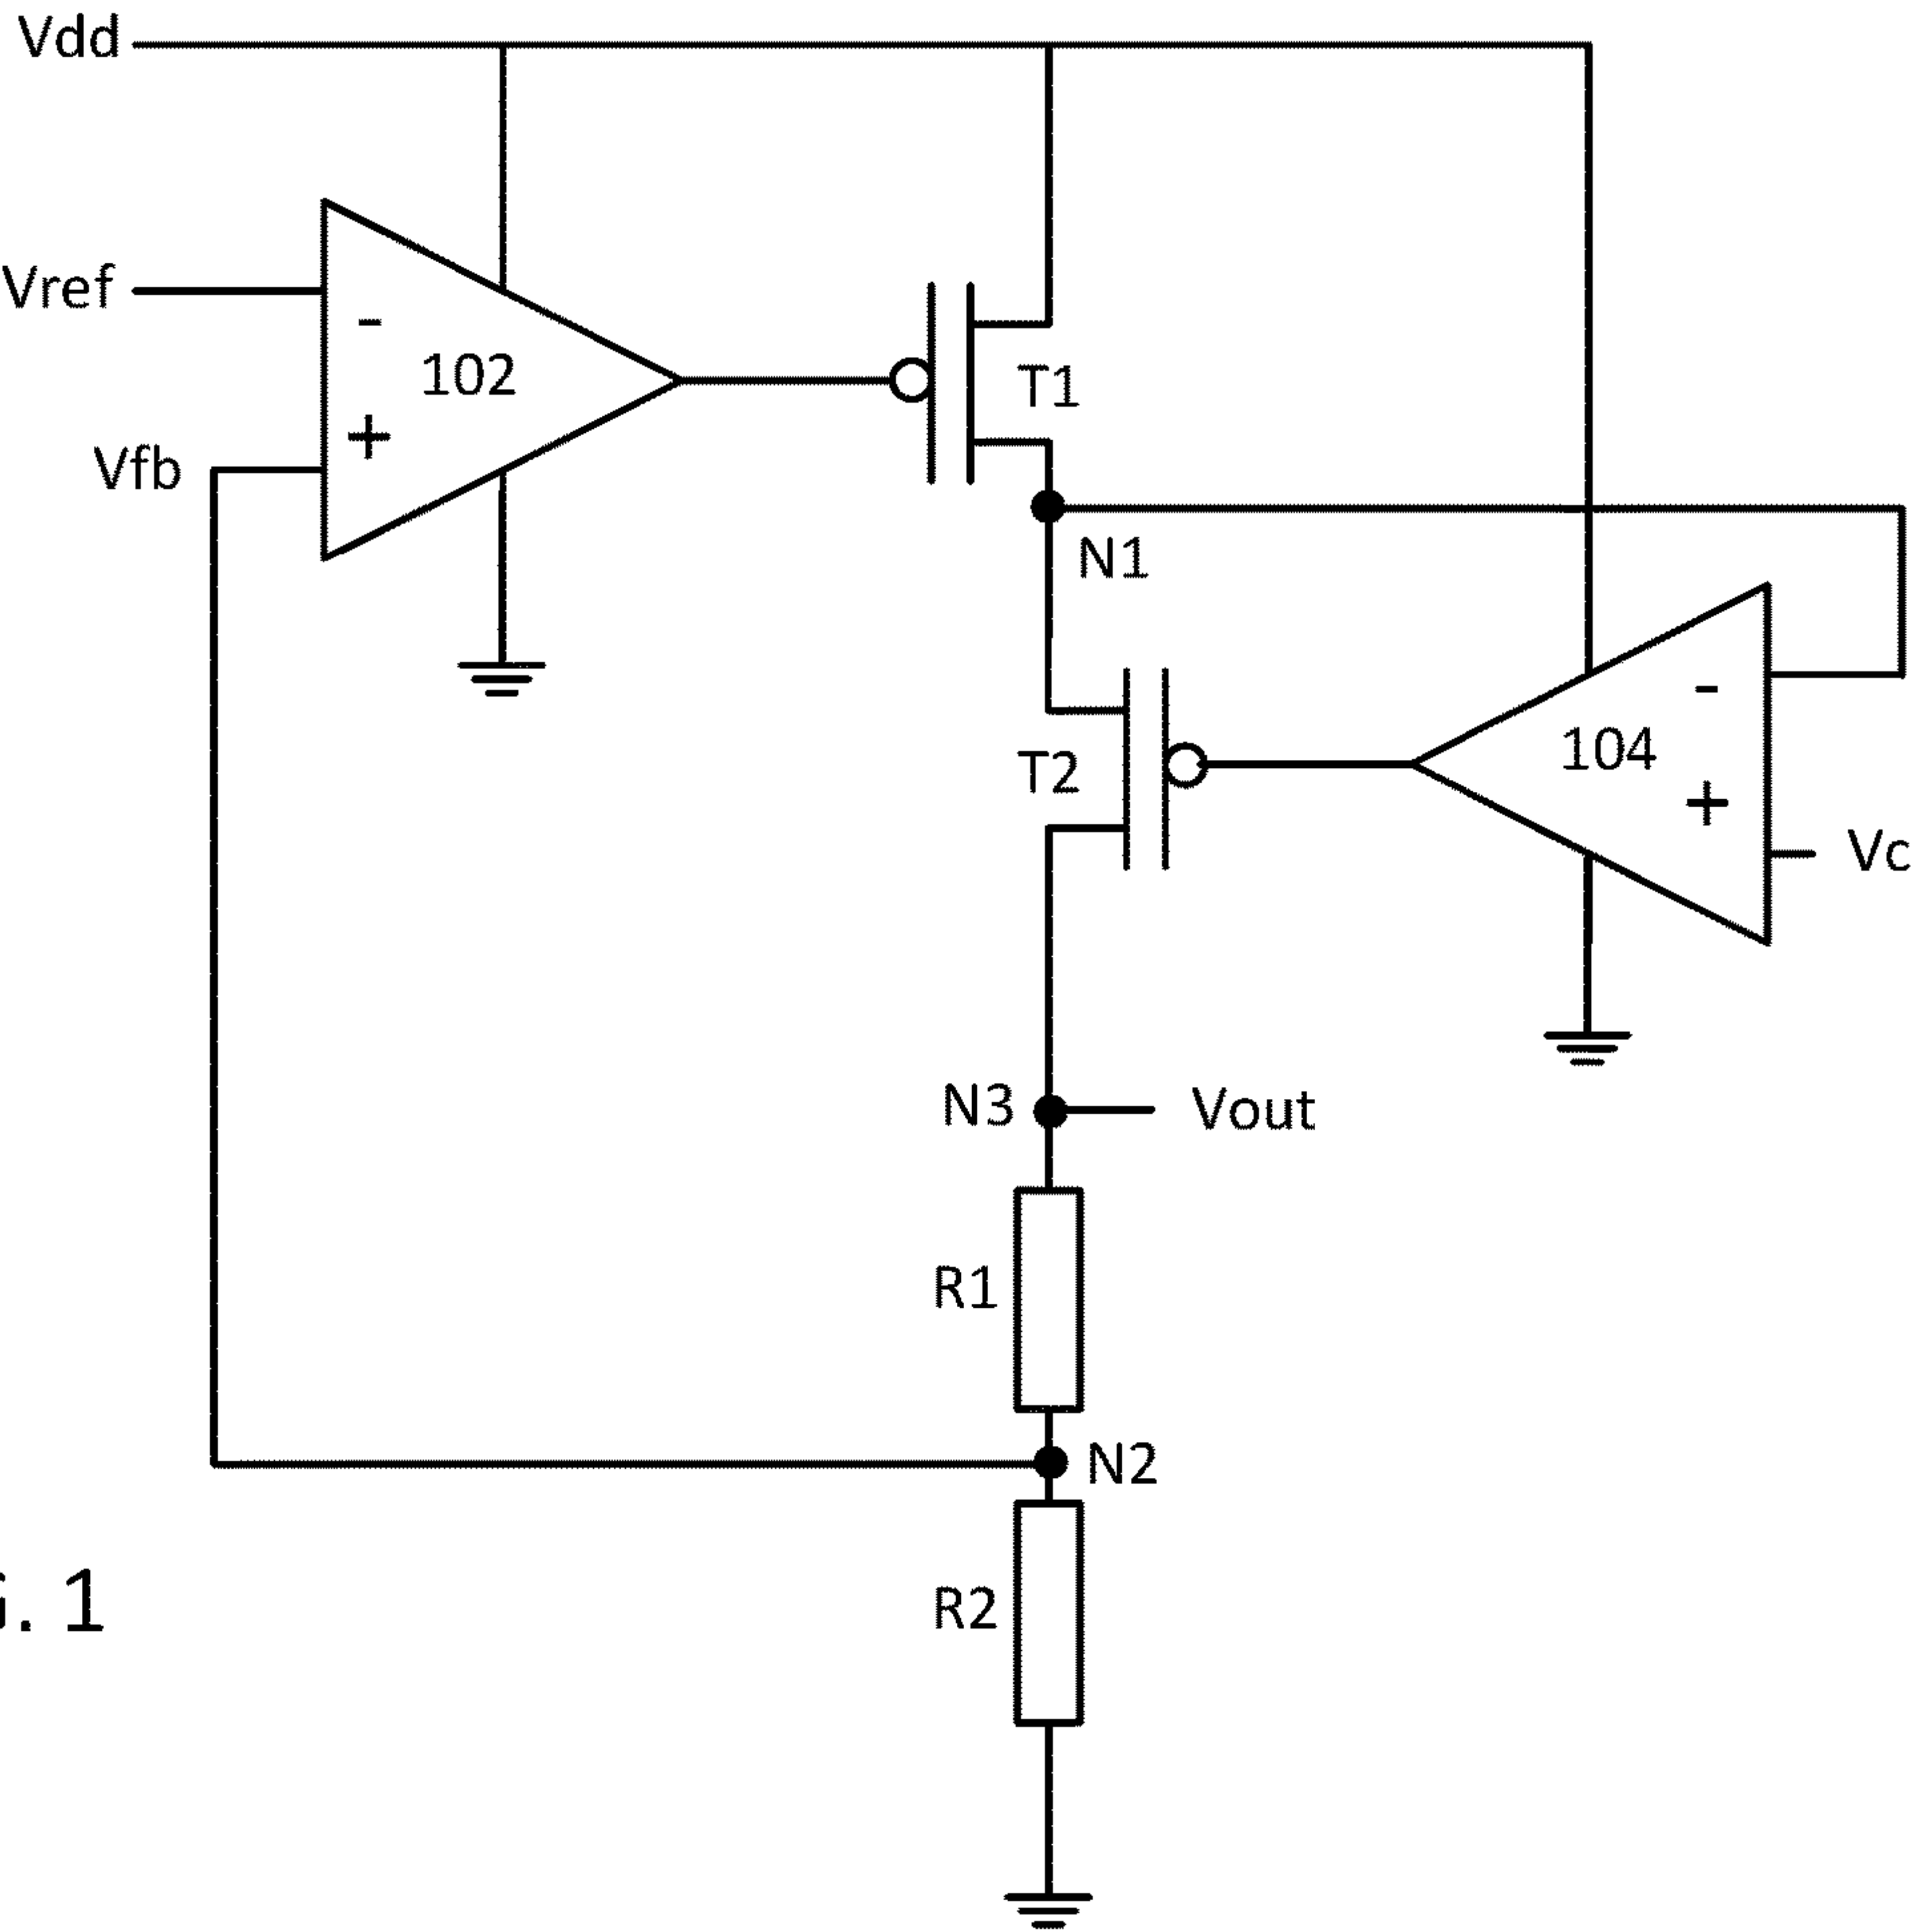 Vdd
Vref
-
102
+
Vfb
T1
N1
T2
-
104
+
Vc
N3
Vout
R1
N2
R2
. 1